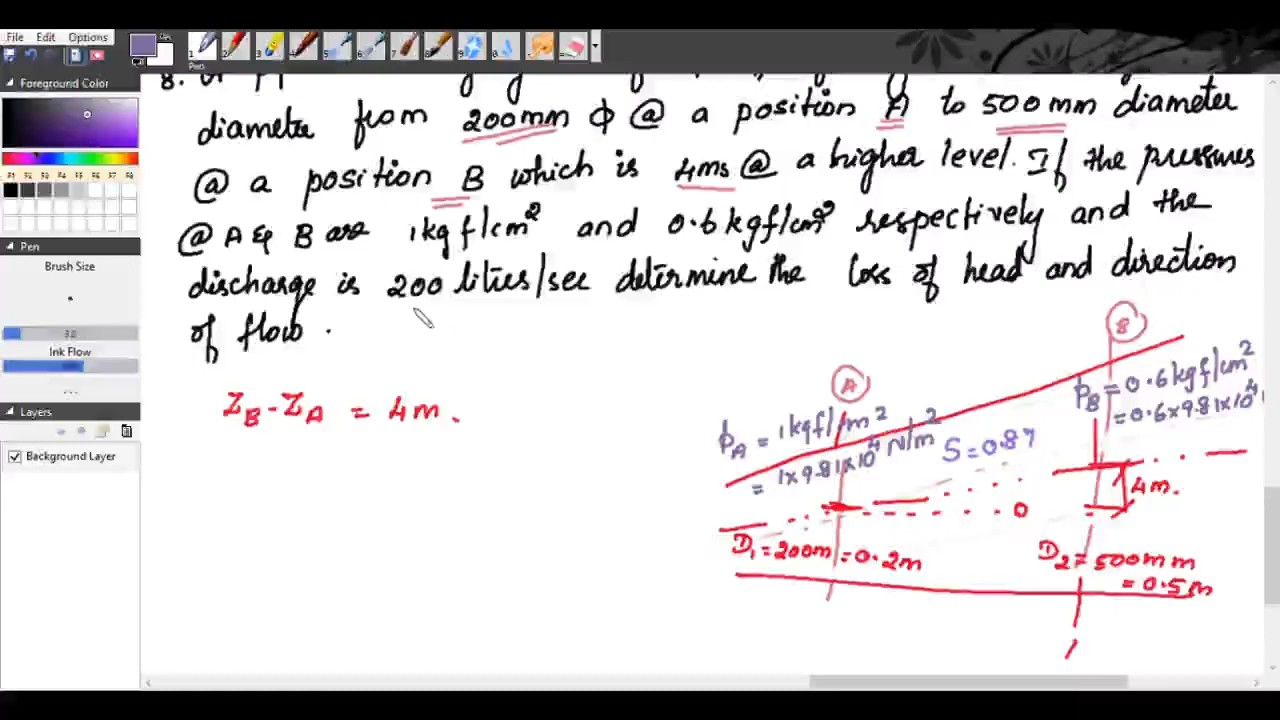 File Edit Options
Foreground Color
Pen
Brush Size
3.0
Ink Flow
Layers
Background Layer
8.
diameter from 200mm ϕ @ a position A to 500mm diameter
@ a position B which is 4ms @ a higher level. If the pressures
@ A & B are 1kgf/cm² and 0.6kgf/cm² respectively and the
discharge is 200 litres/sec determine the loss of head and direction
of flow.
Z_B - Z_A = 4m.
A
B
P_A = 1kgf/cm²
= 1×9.81×10⁴ N/m²
S=0.87
P_B = 0.6kgf/cm²
=0.6×9.81×10⁴
4m.
D₁=200m=0.2m
D₂=500mm
=0.5m